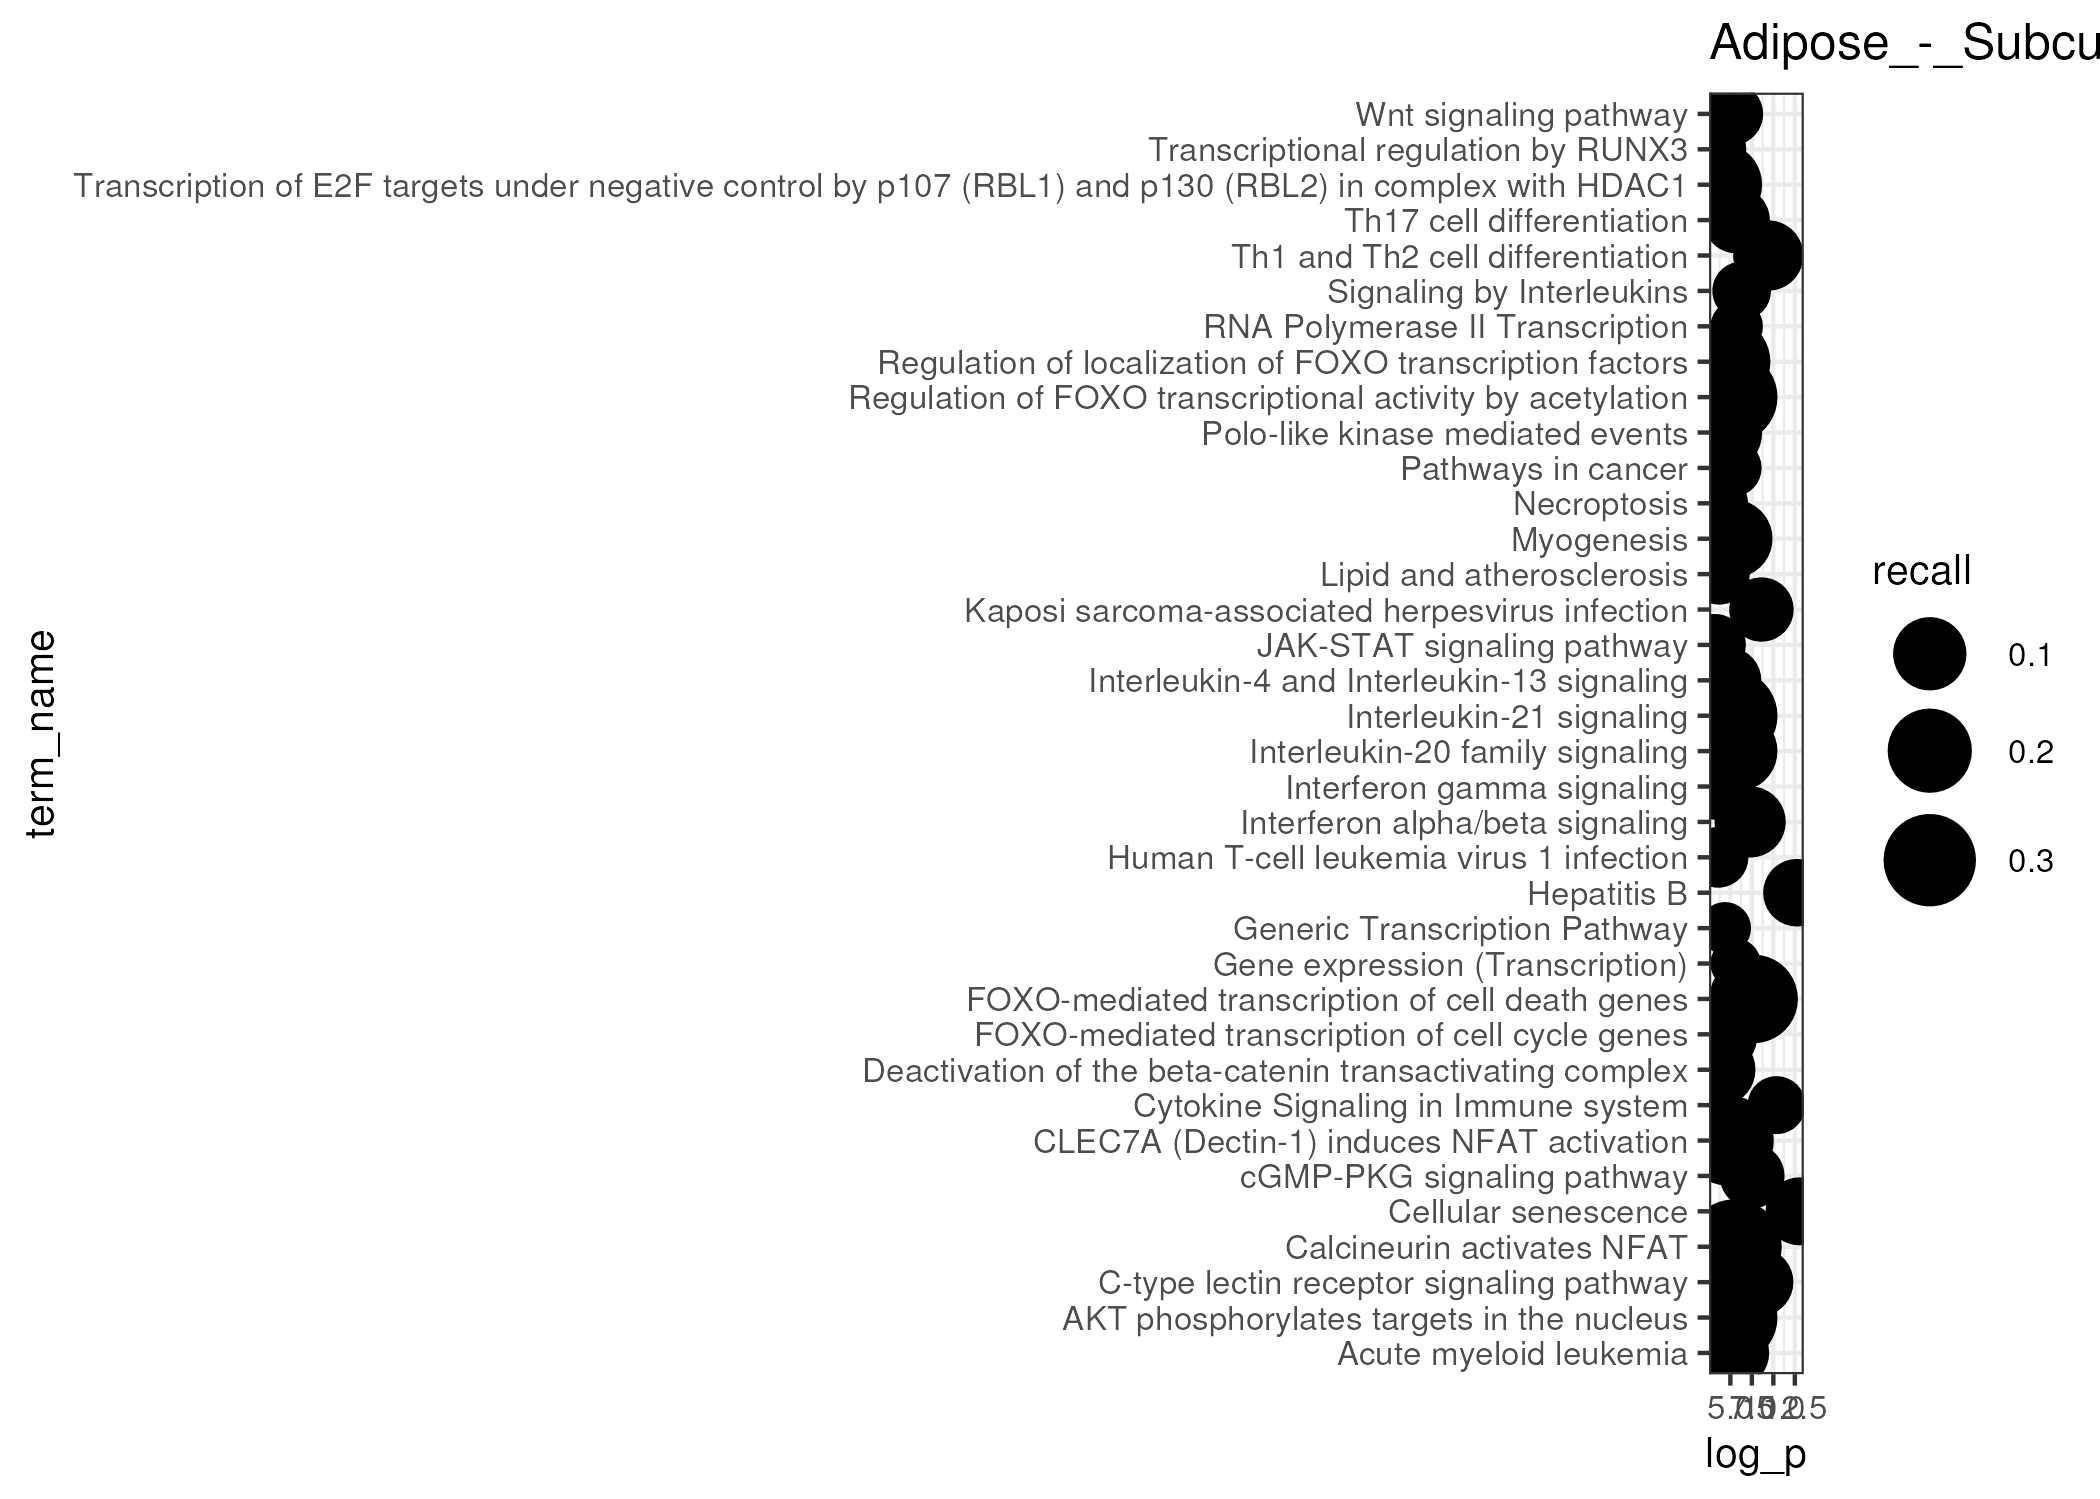 Adipose_-_Subcu
Wnt signaling pathway
Transcriptional regulation by RUNX3
Transcription of E2F targets under negative control by p107 (RBL1) and p130 (RBL2) in complex with HDAC1
Th17 cell differentiation
Th1 and Th2 cell differentiation
Signaling by Interleukins
RNA Polymerase II Transcription
Regulation of localization of FOXO transcription factors
Regulation of FOXO transcriptional activity by acetylation
Polo-like kinase mediated events
Pathways in cancer
Necroptosis
Myogenesis
Lipid and atherosclerosis
Kaposi sarcoma-associated herpesvirus infection
JAK-STAT signaling pathway
Interleukin-4 and Interleukin-13 signaling
Interleukin-21 signaling
Interleukin-20 family signaling
Interferon gamma signaling
Interferon alpha/beta signaling
Human T-cell leukemia virus 1 infection
Hepatitis B
Generic Transcription Pathway
Gene expression (Transcription)
FOXO-mediated transcription of cell death genes
FOXO-mediated transcription of cell cycle genes
Deactivation of the beta-catenin transactivating complex
Cytokine Signaling in Immune system
CLEC7A (Dectin-1) induces NFAT activation
cGMP-PKG signaling pathway
Cellular senescence
Calcineurin activates NFAT
C-type lectin receptor signaling pathway
AKT phosphorylates targets in the nucleus
Acute myeloid leukemia
term_name
log_p
recall
0.1
0.2
0.3